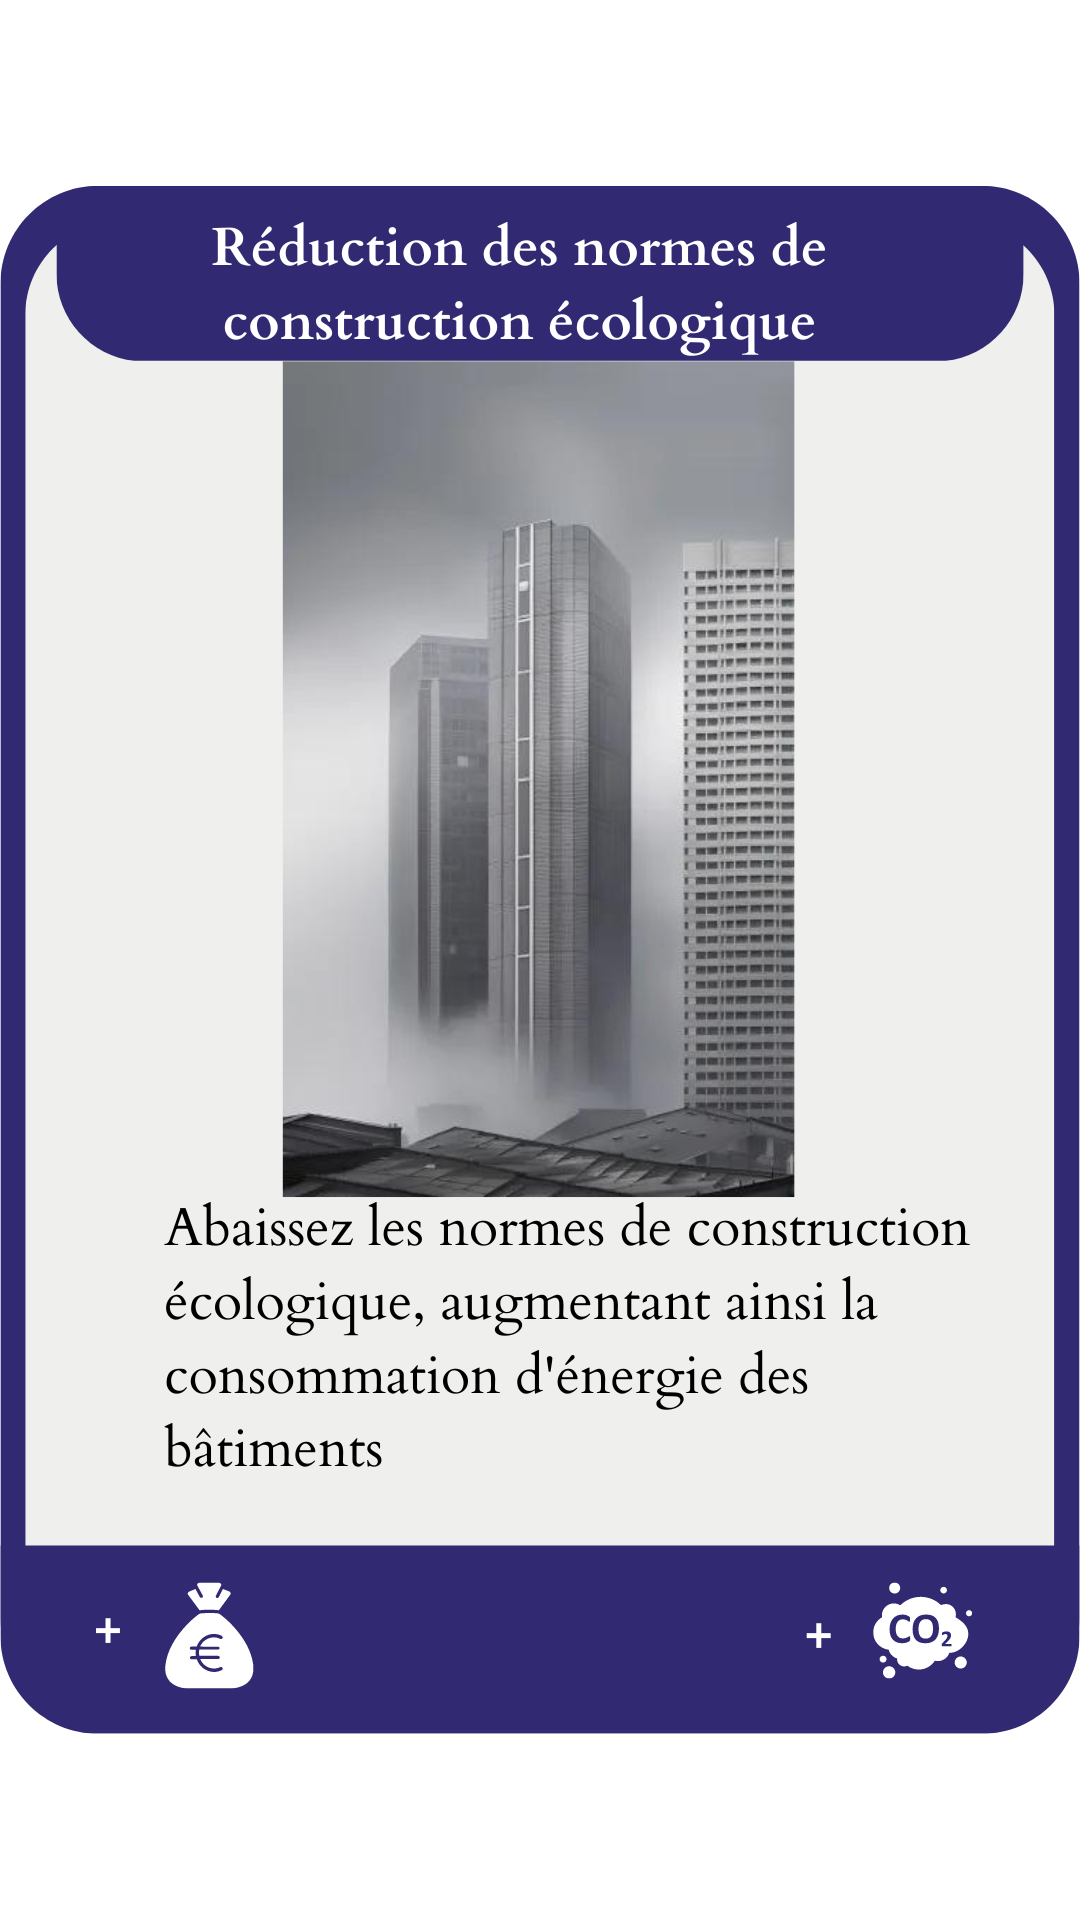 Réduction des normes de
construction écologique
Abaissez les normes de construction
écologique, augmentant ainsi la
consommation d'énergie des
bâtiments
+ €
+ CO₂